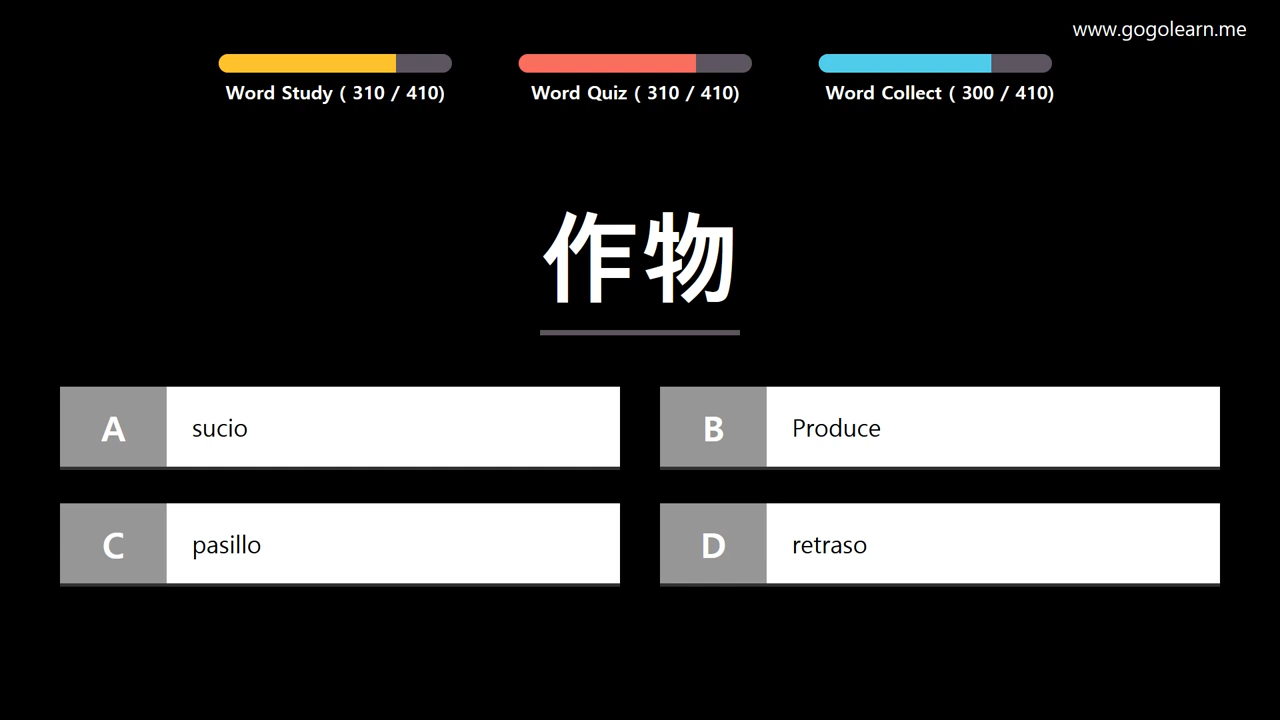 www.gogolearn.me
Word Study ( 310 / 410)
Word Quiz ( 310 / 410)
Word Collect ( 300 / 410)
作物
A sucio
B Produce
C pasillo
D retraso